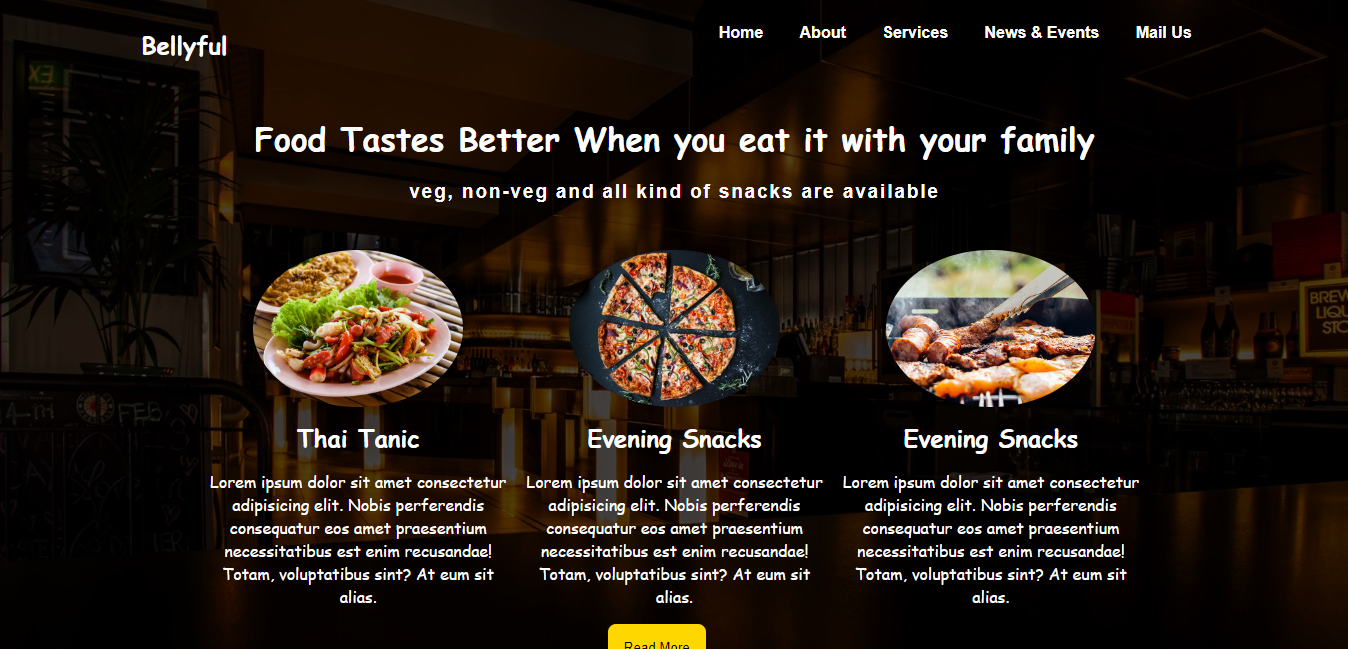 Bellyful
Home About Services News & Events Mail Us
Food Tastes Better When you eat it with your family
veg, non-veg and all kind of snacks are available
Thai Tanic
Lorem ipsum dolor sit amet consectetur
adipisicing elit. Nobis perferendis
consequatur eos amet praesentium
necessitatibus est enim recusandae!
Totam, voluptatibus sint? At eum sit
alias.
Evening Snacks
Lorem ipsum dolor sit amet consectetur
adipisicing elit. Nobis perferendis
consequatur eos amet praesentium
necessitatibus est enim recusandae!
Totam, voluptatibus sint? At eum sit
alias.
Evening Snacks
Lorem ipsum dolor sit amet consectetur
adipisicing elit. Nobis perferendis
consequatur eos amet praesentium
necessitatibus est enim recusandae!
Totam, voluptatibus sint? At eum sit
alias.
Read More
BREW
LIQU
STO
FEB